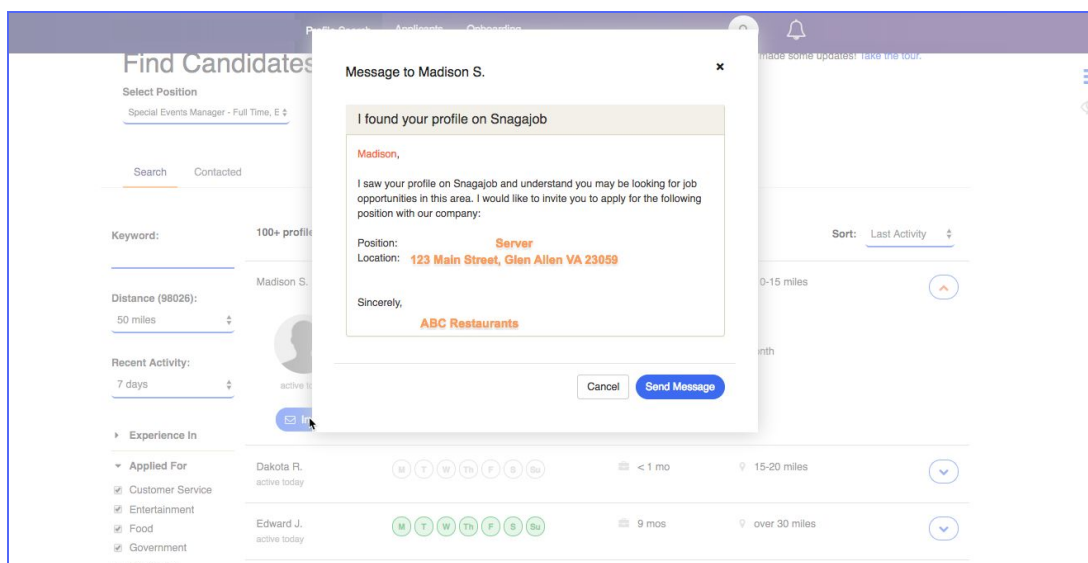 Profile Search Applicants Onboarding
Find Candidates
made some updates! Take the tour.
Select Position
Special Events Manager - Full Time, E
Search Contacted
Keyword:
100+ profile
Sort: Last Activity
Madison S.
0-15 miles
Distance (98026):
50 miles
Recent Activity:
7 days
active to
Experience In
Applied For
Customer Service
Entertainment
Food
Government
Message to Madison S.
×
I found your profile on Snagajob
Madison,
I saw your profile on Snagajob and understand you may be looking for job
opportunities in this area. I would like to invite you to apply for the following
position with our company:
Position: Server
Location: 123 Main Street, Glen Allen VA 23059
Sincerely,
ABC Restaurants
Cancel Send Message
Dakota R.
active today
M T W Th F S Su
< 1 mo
15-20 miles
Edward J.
active today
M T W Th F S Su
9 mos
over 30 miles